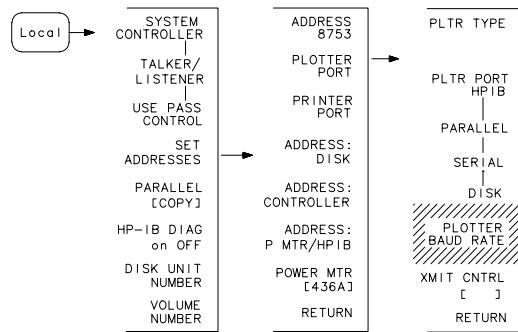 Local
SYSTEM
CONTROLLER
TALKER/
LISTENER
USE PASS
CONTROL
SET
ADDRESSES
PARALLEL
[COPY]
HP-IB DIAG
on OFF
DISK UNIT
NUMBER
VOLUME
NUMBER
ADDRESS
8753
PLOTTER
PORT
PRINTER
PORT
ADDRESS:
DISK
ADDRESS:
CONTROLLER
ADDRESS:
P MTR/HPIB
POWER MTR
[436A]
RETURN
PLTR TYPE
PLTR PORT
HPIB
PARALLEL
SERIAL
DISK
PLOTTER
BAUD RATE
XMIT CNTRL
[ ]
RETURN